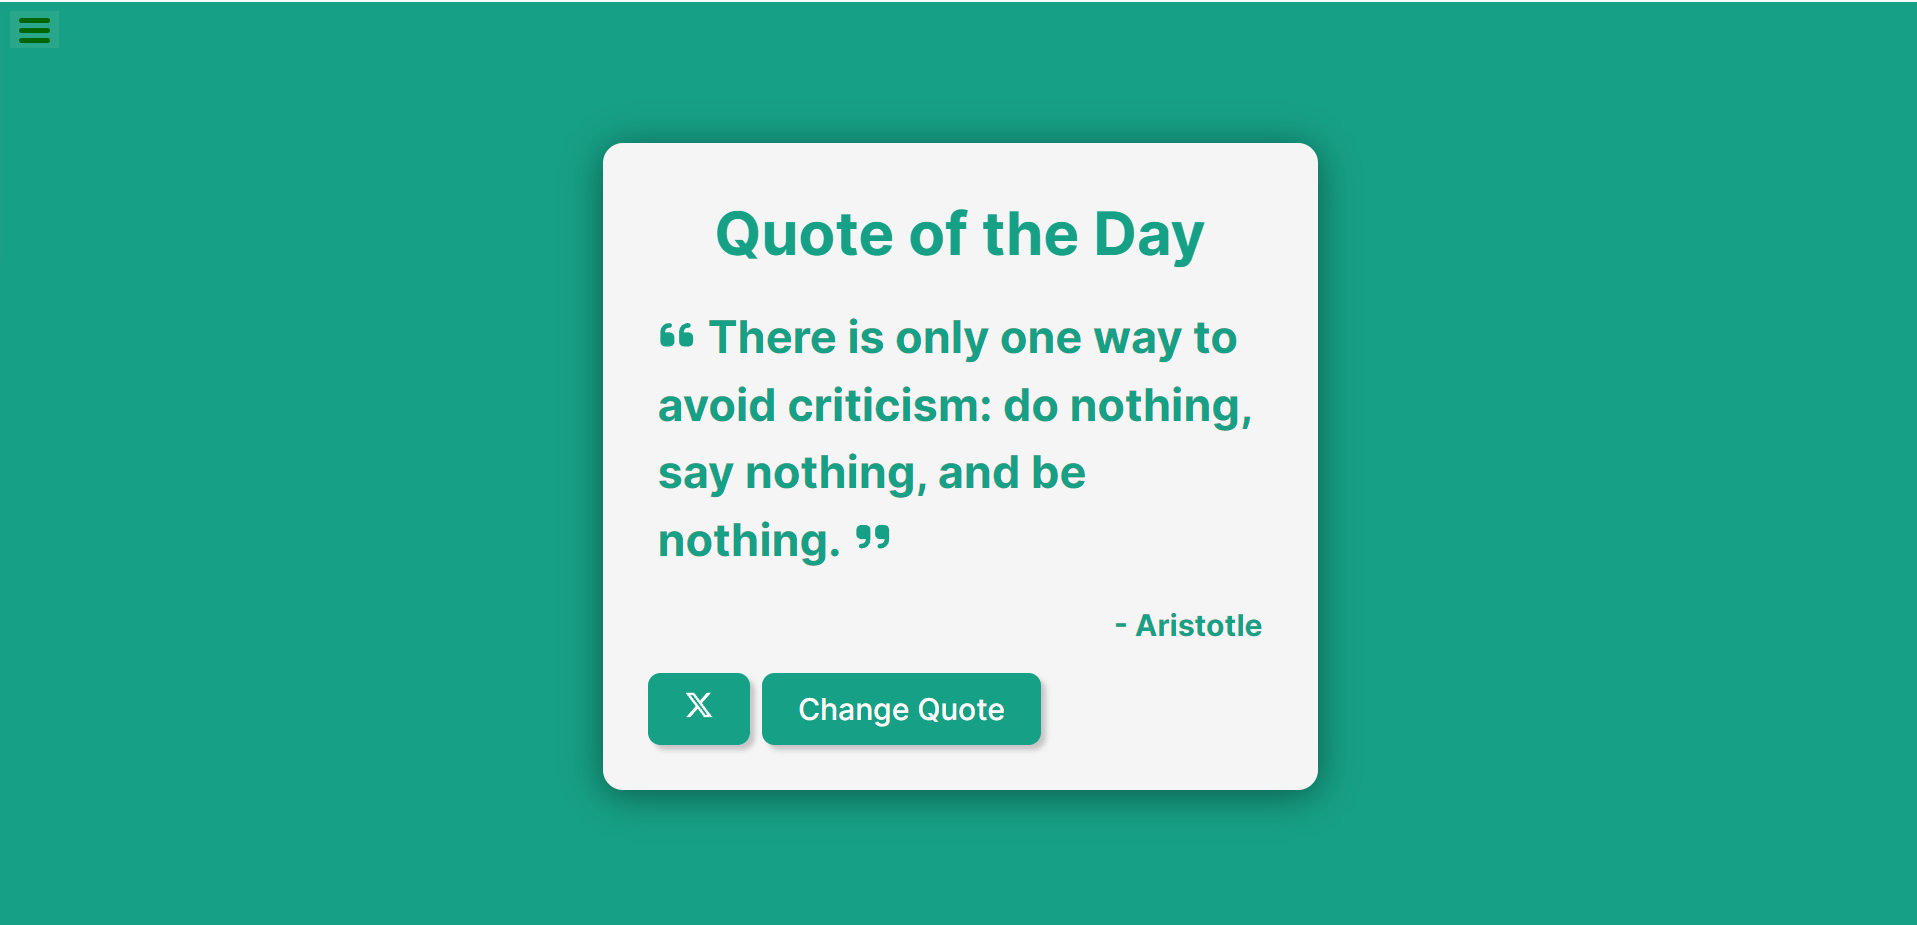 Quote of the Day
“ There is only one way to
avoid criticism: do nothing,
say nothing, and be
nothing. ”
- Aristotle
X Change Quote